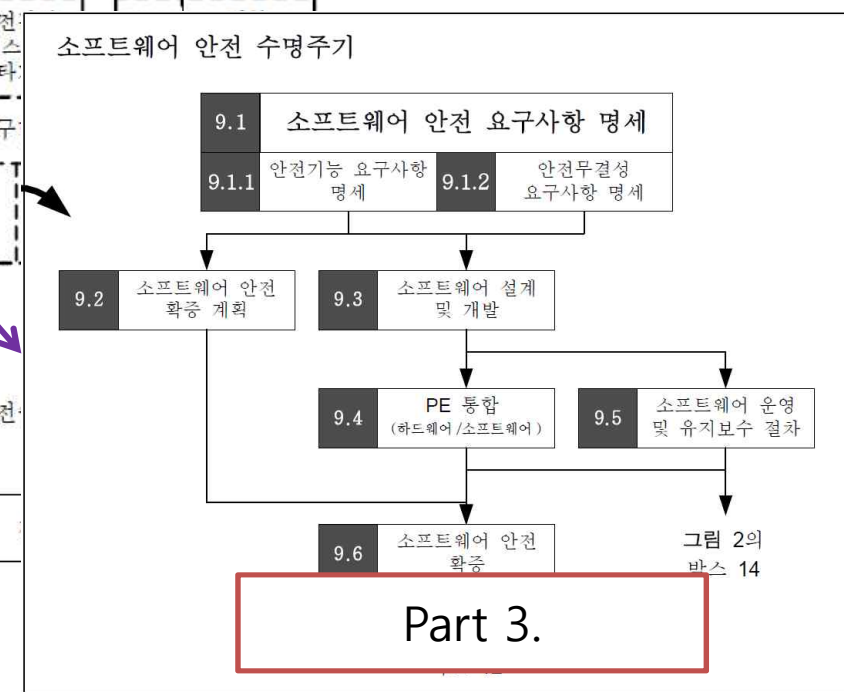 소프트웨어 안전 수명주기
9.1 소프트웨어 안전 요구사항 명세
9.1.1 안전기능 요구사항
명세
9.1.2 안전무결성
요구사항 명세
9.2 소프트웨어 안전
확증 계획
9.3 소프트웨어 설계
및 개발
9.4 PE 통합
(하드웨어/소프트웨어)
9.5 소프트웨어 운영
및 유지보수 절차
9.6 소프트웨어 안전
확증
그림 2의
박스 14
Part 3.